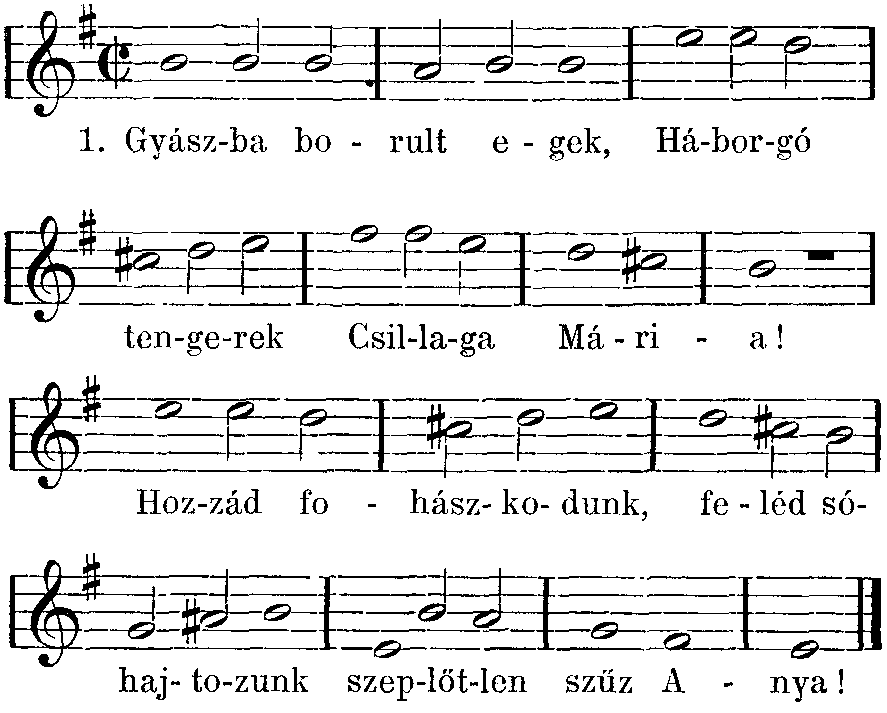 1. Gyász-ba bo - rult e - gek, Há-bor-gó
ten-ge-rek Csil-la-ga Má - ri - a!
Hoz-zád fo - hász-ko-dunk, fe-léd só-
haj-to-zunk szep-lőt-len szűz A - nya!